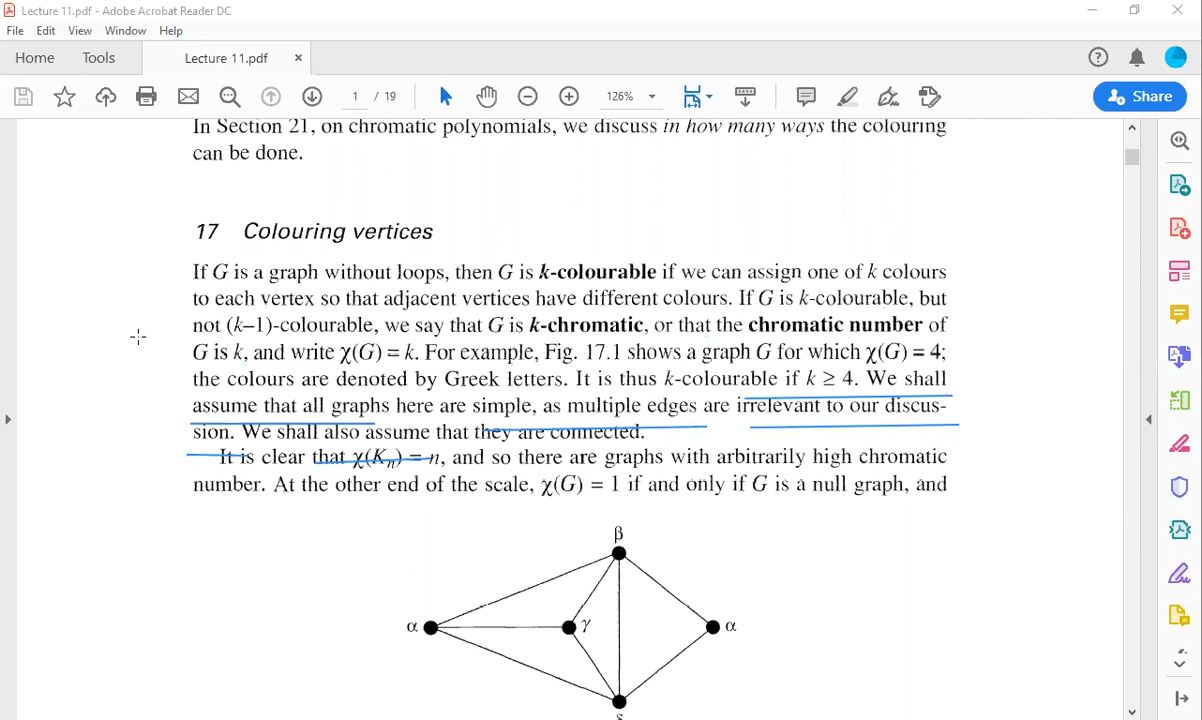 Lecture 11.pdf - Adobe Acrobat Reader DC
File Edit View Window Help
Home Tools Lecture 11.pdf ×
1 / 19 126% Share
In Section 21, on chromatic polynomials, we discuss in how many ways the colouring
can be done.
17 Colouring vertices
If G is a graph without loops, then G is k-colourable if we can assign one of k colours
to each vertex so that adjacent vertices have different colours. If G is k-colourable, but
not (k–1)-colourable, we say that G is k-chromatic, or that the chromatic number of
G is k, and write χ(G) = k. For example, Fig. 17.1 shows a graph G for which χ(G) = 4;
the colours are denoted by Greek letters. It is thus k-colourable if k ≥ 4. We shall
assume that all graphs here are simple, as multiple edges are irrelevant to our discus-
sion. We shall also assume that they are connected.
It is clear that χ(Kn) = n, and so there are graphs with arbitrarily high chromatic
number. At the other end of the scale, χ(G) = 1 if and only if G is a null graph, and
β
α γ α